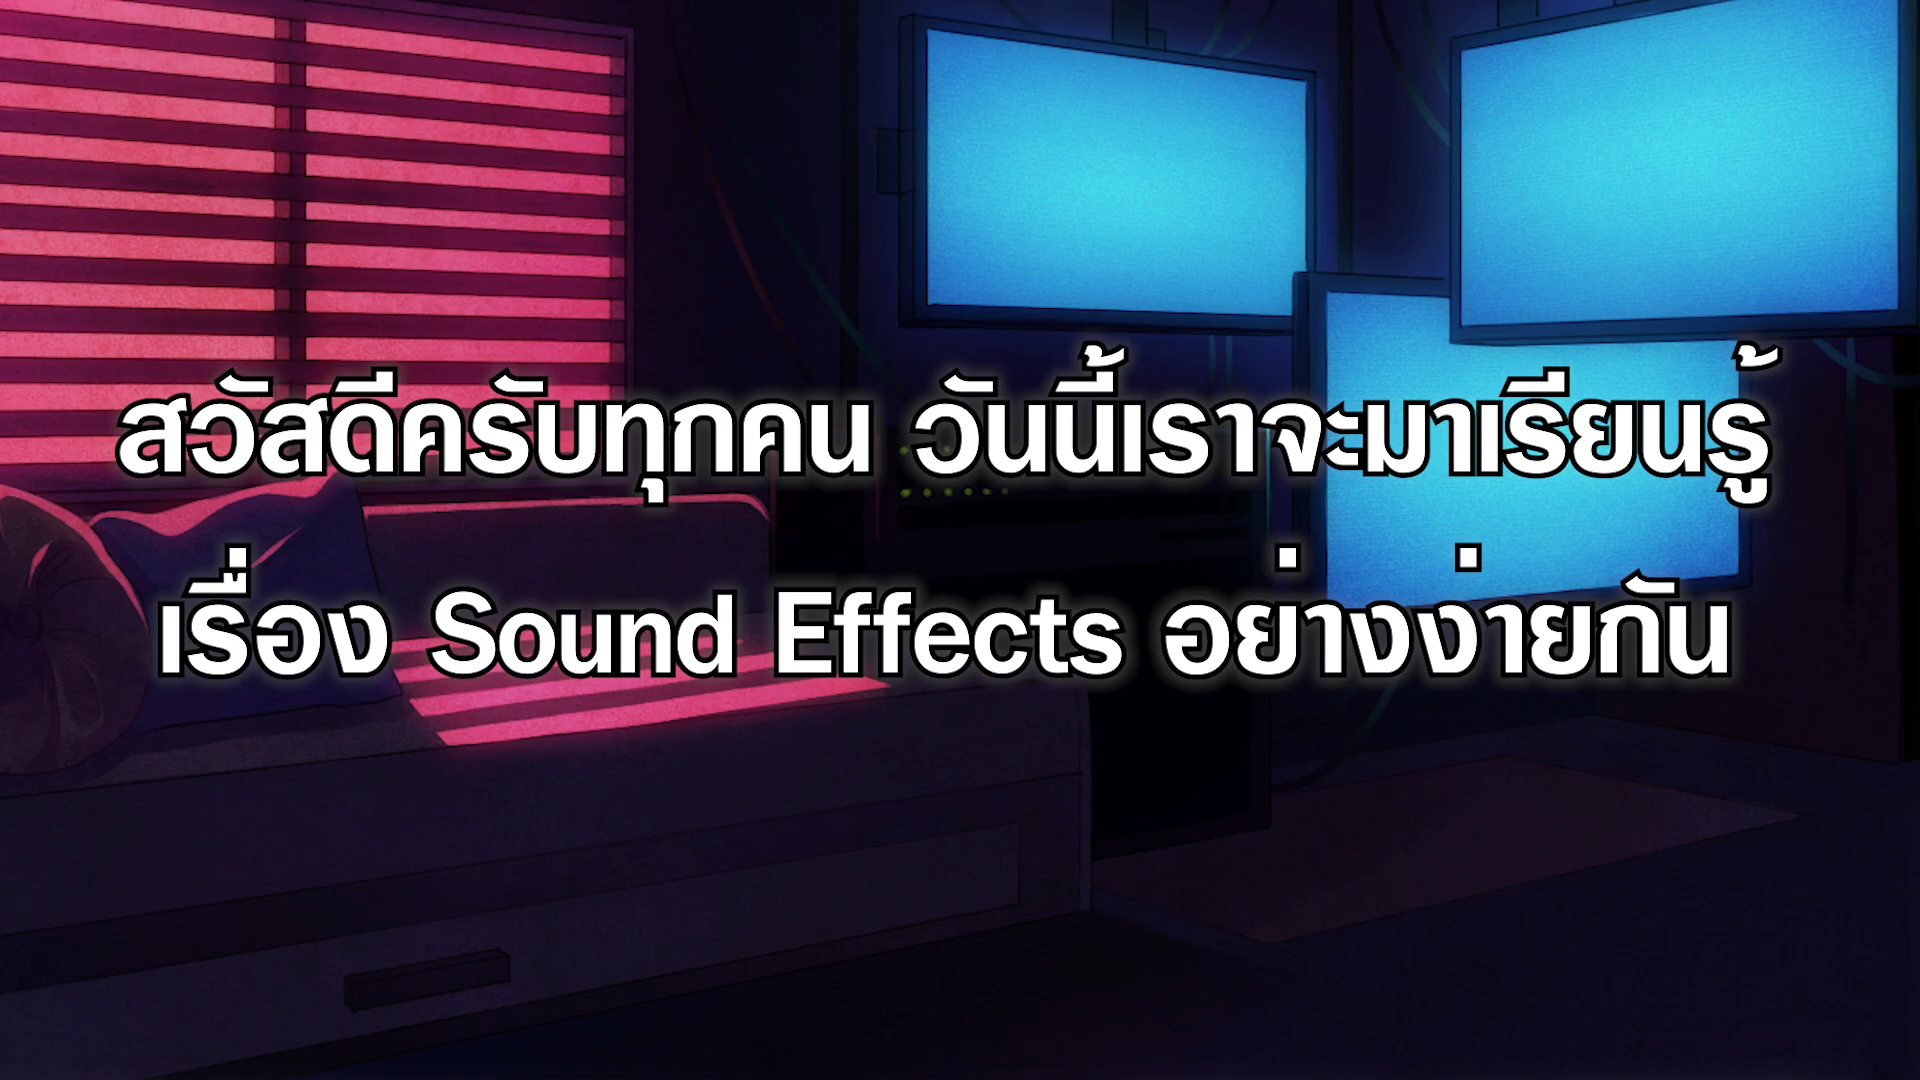 สวัสดีครับทุกคน วันนี้เราจะมาเรียนรู้
เรื่อง Sound Effects อย่างง่ายกัน